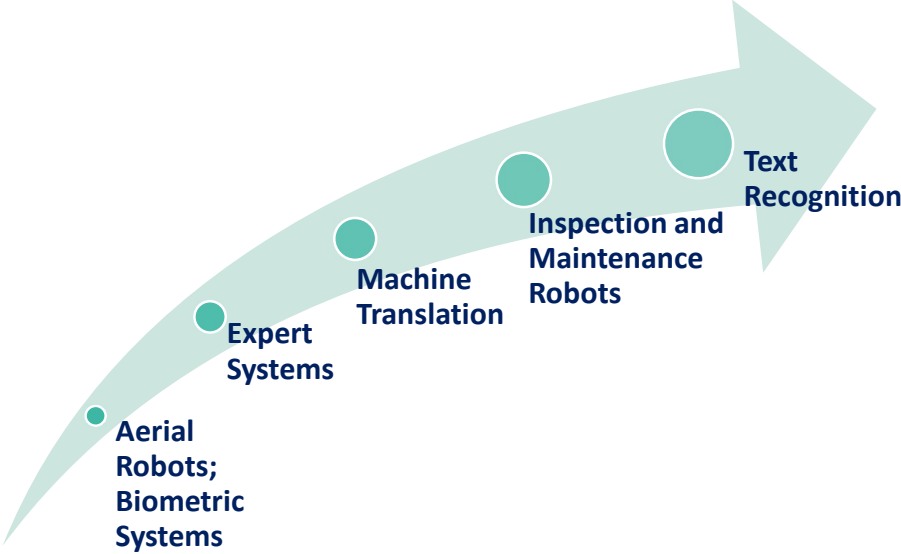 Text
Recognition
Inspection and
Maintenance
Robots
Machine
Translation
Expert
Systems
Aerial
Robots;
Biometric
Systems